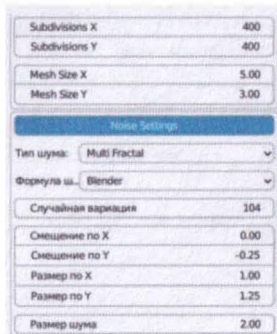 Subdivisions X 400
Subdivisions Y 400
Mesh Size X 5.00
Mesh Size Y 3.00
Noise Settings
Тип шума: Multi Fractal
Формула ш... Blender
Случайная вариация 104
Смещение по X 0.00
Смещение по Y -0.25
Размер по X 1.00
Размер по Y 1.25
Размер шума 2.00